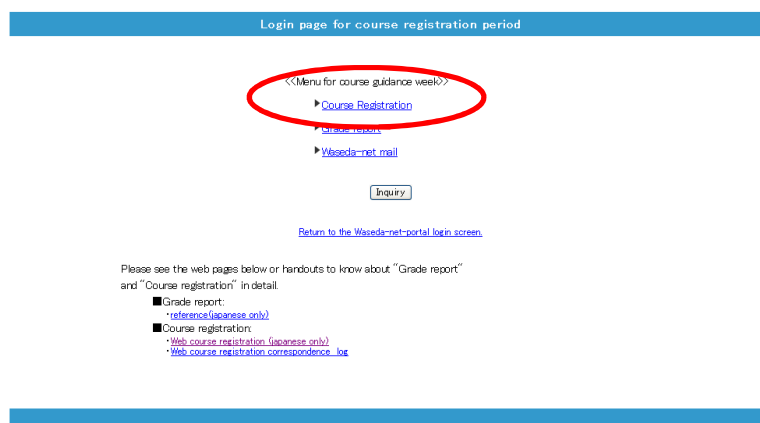 Login page for course registration period
<<Menu for course guidance week>>
Course Registration
Grade report
Waseda-net mail
Inquiry
Return to the Waseda-net-portal login screen.
Please see the web pages below or handouts to know about "Grade report"
and "Course registration" in detail.
■Grade report:
・reference(japanese only)
■Course registration:
・Web course registration (japanese only)
・Web course registration correspondence log